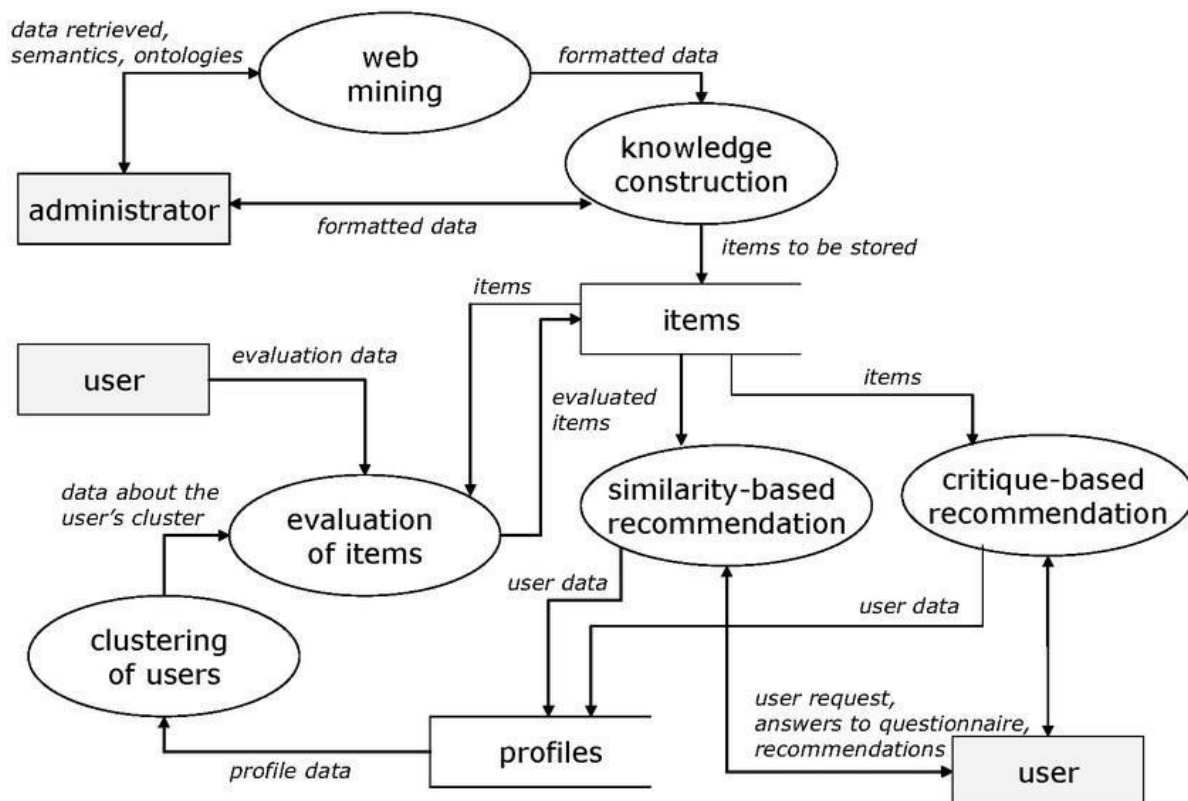 data retrieved,
semantics, ontologies
web
mining
formatted data
knowledge
construction
administrator
formatted data
items to be stored
items
items
user
evaluation data
evaluated
items
items
data about the
user's cluster
evaluation
of items
similarity-based
recommendation
critique-based
recommendation
user data
user data
clustering
of users
user request,
answers to questionnaire,
recommendations
profiles
profile data
user